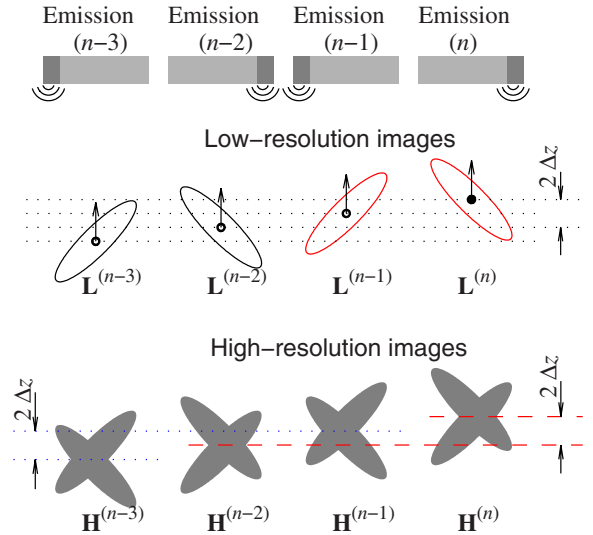 Emission Emission Emission Emission
(n−3) (n−2) (n−1) (n)
Low−resolution images
2 Δz
L(n−3) L(n−2) L(n−1) L(n)
High−resolution images
2 Δz 2 Δz
H(n−3) H(n−2) H(n−1) H(n)